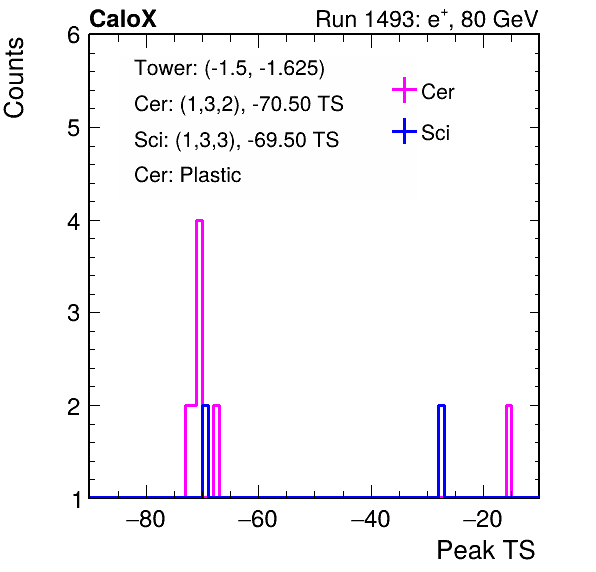 CaloX Run 1493: e+, 80 GeV
Counts
6
5
4
3
2
1
Tower: (-1.5, -1.625)
Cer: (1,3,2), -70.50 TS
Sci: (1,3,3), -69.50 TS
Cer: Plastic
Cer
Sci
−80 −60 −40 −20
Peak TS